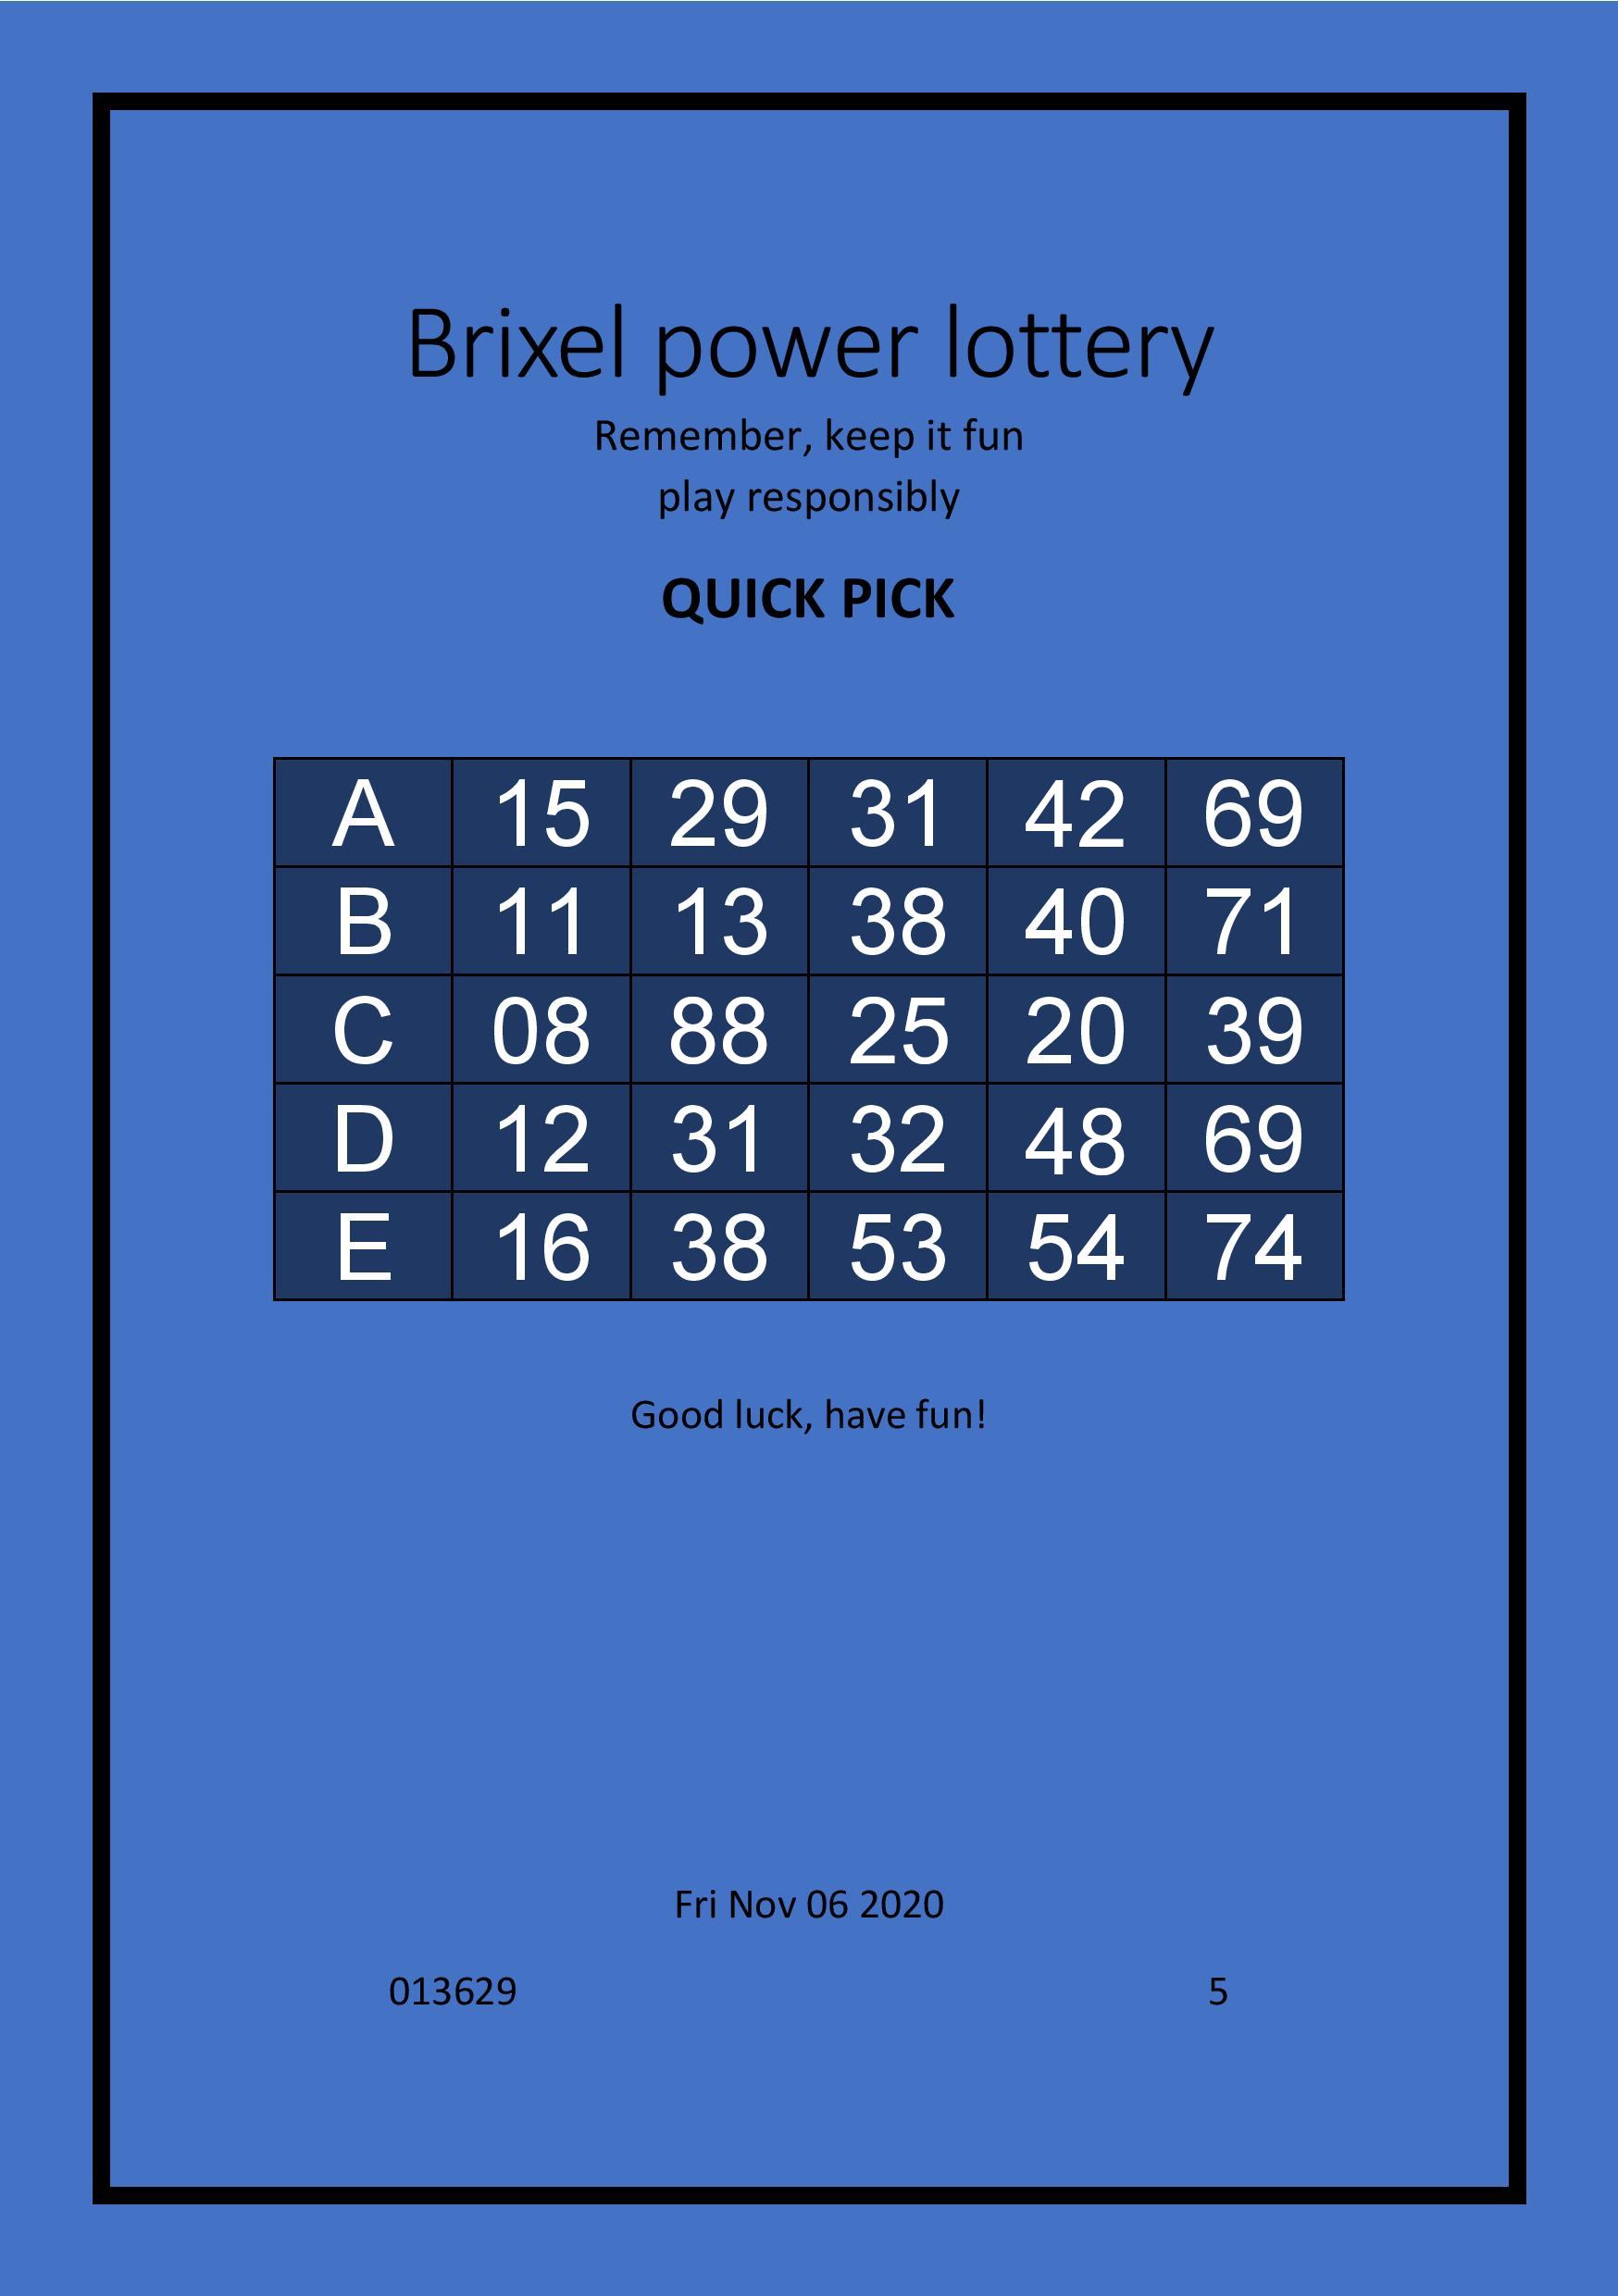 Brixel power lottery
Remember, keep it fun
play responsibly
QUICK PICK
A 15 29 31 42 69
B 11 13 38 40 71
C 08 88 25 20 39
D 12 31 32 48 69
E 16 38 53 54 74
Good luck, have fun!
Fri Nov 06 2020
013629 5